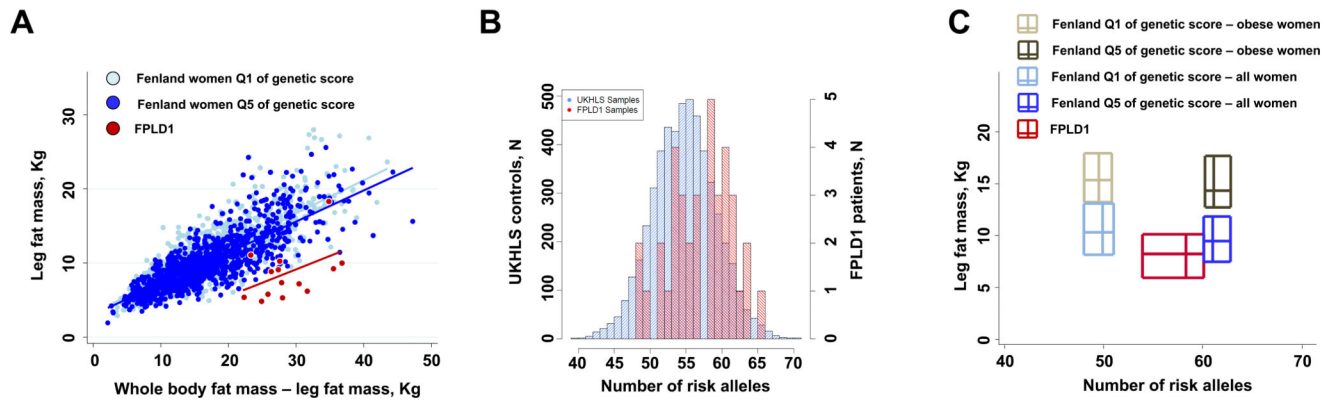 A
Fenland women Q1 of genetic score
Fenland women Q5 of genetic score
FPLD1
Leg fat mass, Kg
30
20
10
0
0 10 20 30 40 50
Whole body fat mass – leg fat mass, Kg
B
UKHLS Samples
FPLD1 Samples
UKHLS controls, N
500
400
300
200
100
0
FPLD1 patients, N
5
4
3
2
1
0
40 45 50 55 60 65 70
Number of risk alleles
C
Fenland Q1 of genetic score – obese women
Fenland Q5 of genetic score – obese women
Fenland Q1 of genetic score – all women
Fenland Q5 of genetic score – all women
FPLD1
Leg fat mass, Kg
20
15
10
5
0
40 50 60 70
Number of risk alleles